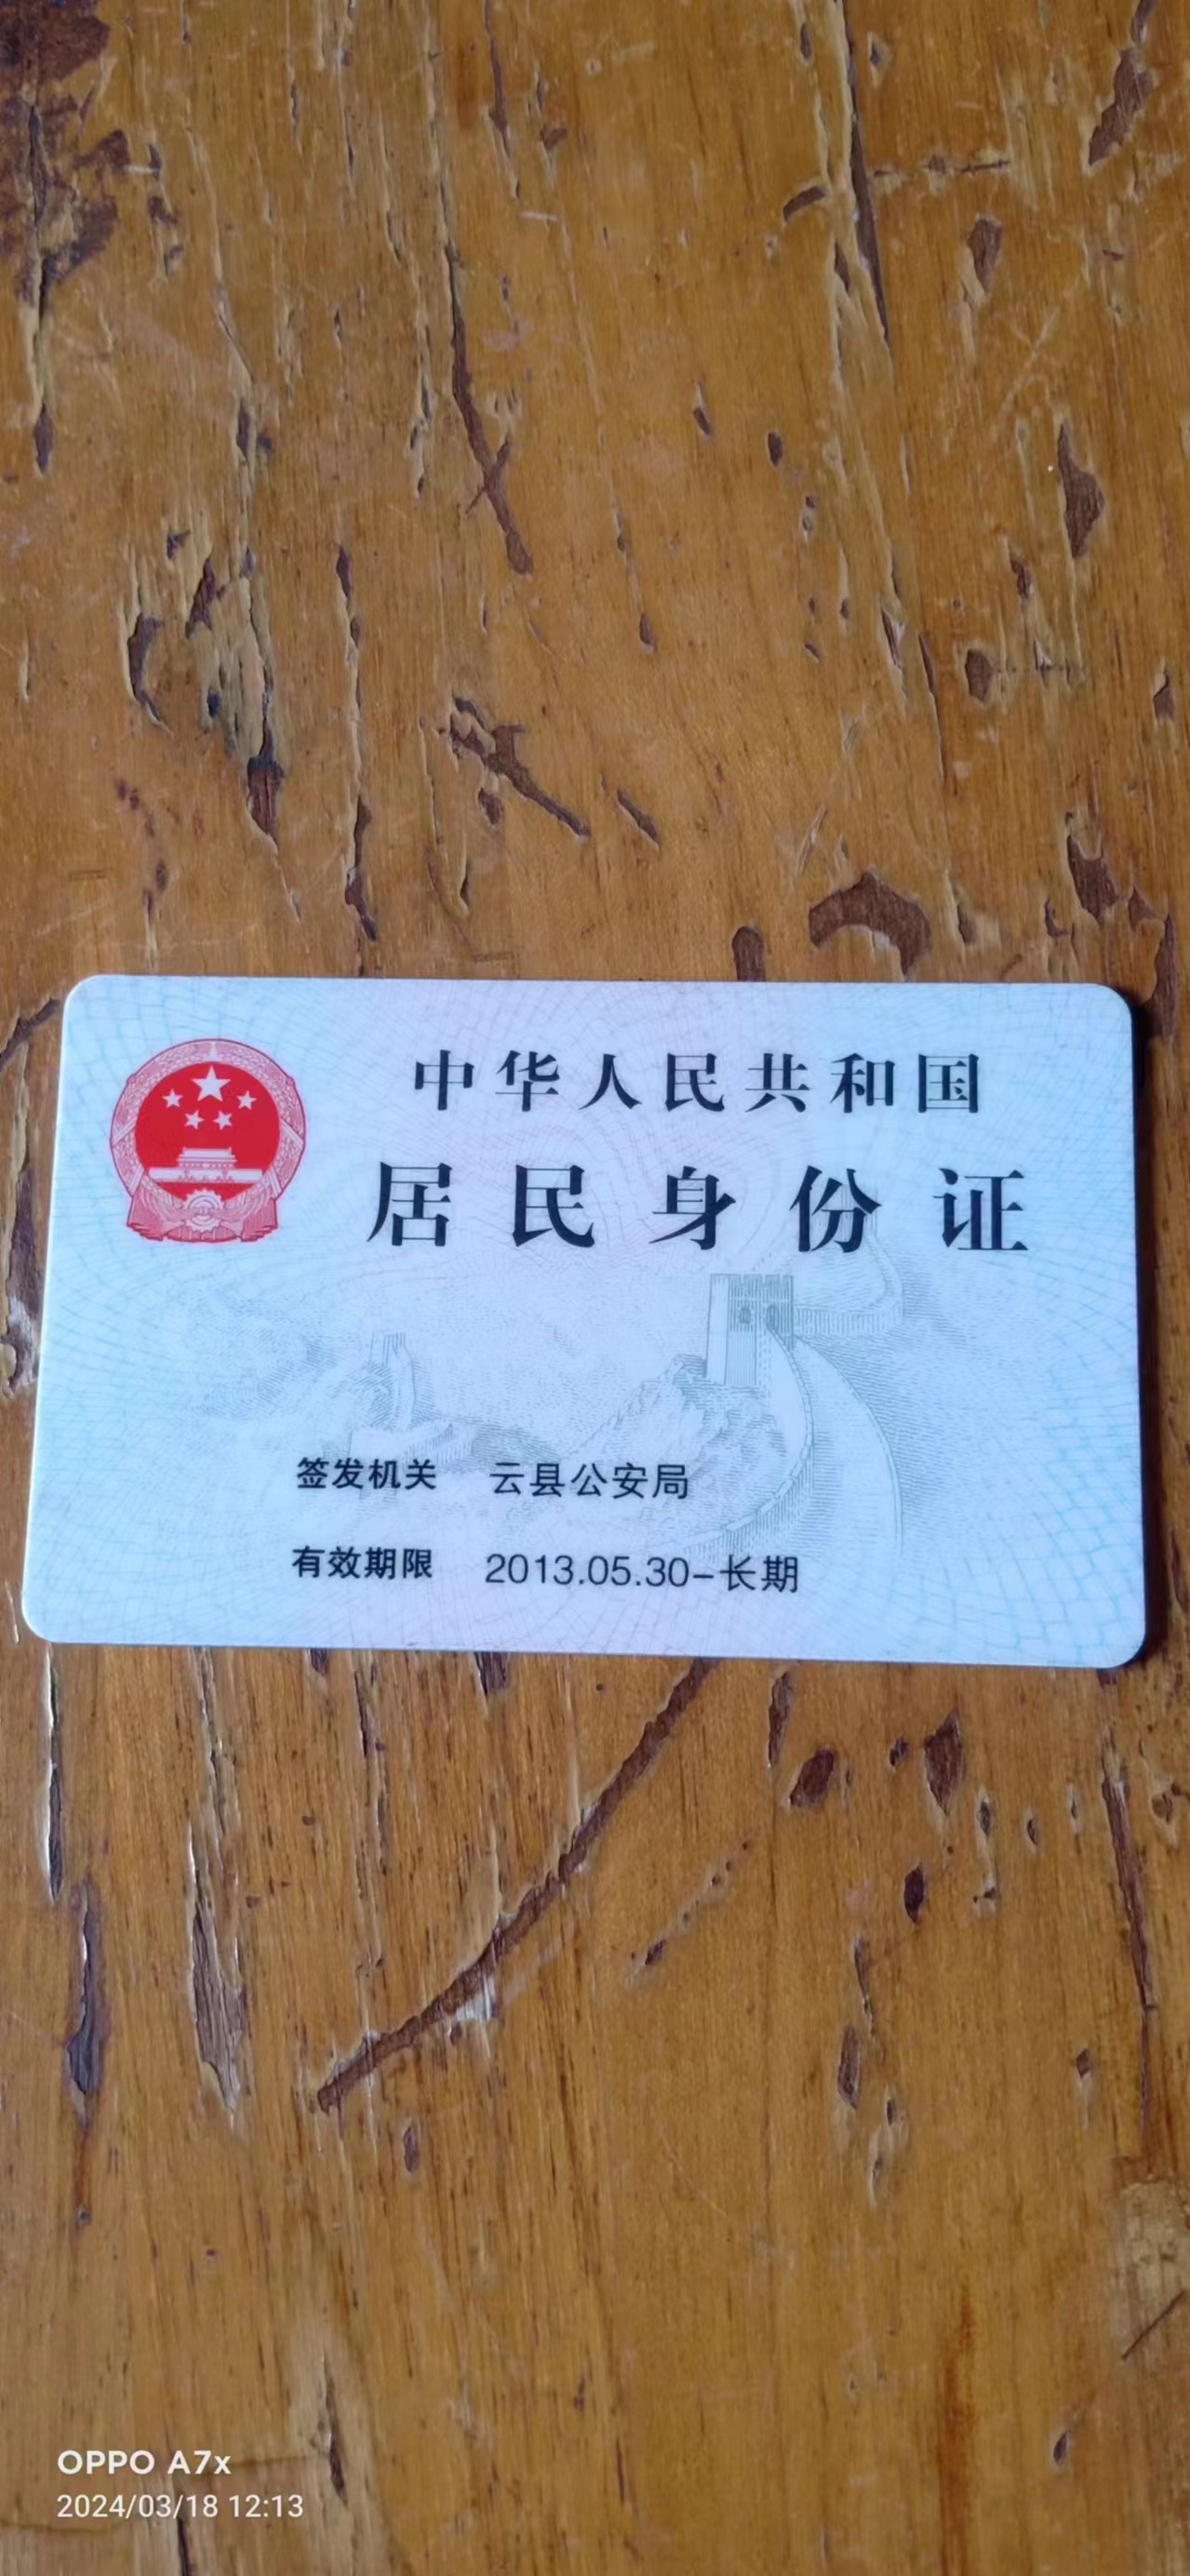 中华人民共和国
居民身份证
签发机关 云县公安局
有效期限 2013.05.30-长期
OPPO A7x
2024/03/18 12:13